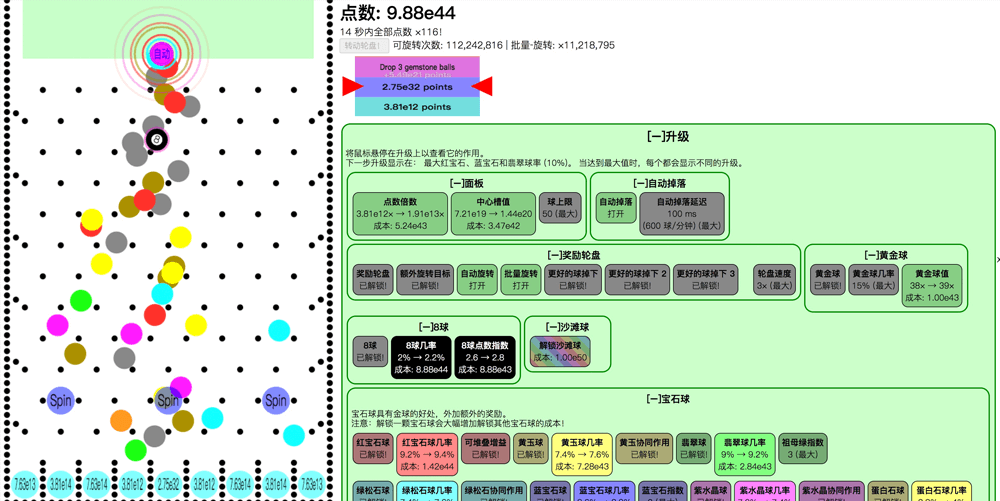 点数: 9.88e44
14 秒内全部点数 ×116!
转动轮盘! 可旋转次数: 112,242,816 | 批量-旋转: ×11,218,795
Drop 3 gemstone balls
2.75e32 points
3.81e12 points
自动
8
Spin Spin Spin
7.63e13 3.81e14 7.63e14 3.81e12 2.75e32 3.81e12 7.63e14 3.81e14 7.63e13
[—]升级
将鼠标悬停在升级上以查看它的作用。
下一步升级显示在: 最大红宝石、蓝宝石和翡翠球率 (10%)。 当达到最大值时，每个都会显示不同的升级。
[—]面板
点数倍数
3.81e12× → 1.91e13×
成本: 5.24e43
中心槽值
7.21e19 → 1.44e20
成本: 3.47e42
球上限
50 (最大)
[—]自动掉落
自动掉落
打开
自动掉落延迟
100 ms
(600 球/分钟) (最大)
[—]奖励轮盘
奖励轮盘
已解锁!
额外旋转目标
已解锁!
自动旋转
打开
批量旋转
打开
更好的球掉下
已解锁!
更好的球掉下 2
已解锁!
更好的球掉下 3
已解锁!
轮盘速度
3× (最大)
[—]黄金球
黄金球
已解锁!
黄金几率
15% (最大)
黄金球值
38× → 39×
成本: 1.00e43
[—]8球
8球
已解锁!
8球几率
2% → 2.2%
成本: 8.88e44
8球点数指数
2.6 → 2.8
成本: 8.88e43
[—]沙滩球
解锁沙滩球
成本: 1.00e50
[—]宝石球
宝石球具有金球的好处，外加额外的奖励。
注意: 解锁一颗宝石球会大幅增加解锁其他宝石球的成本!
红宝石球
已解锁!
红宝石球几率
9.2% → 9.4%
成本: 1.42e44
可堆叠增益
已解锁!
黄玉球
已解锁!
黄玉球几率
7.4% → 7.6%
成本: 7.28e43
黄玉协同作用
已解锁!
翡翠球
已解锁!
翡翠球几率
9% → 9.2%
成本: 2.84e43
祖母绿指数
3 (最大)
绿松石球
绿松石球几率
绿松石协同作用
蓝宝石球
蓝宝石球几率
蓝宝石指数
紫水晶球
紫水晶球几率
紫水晶协同作用
蛋白石球
蛋白石球几率